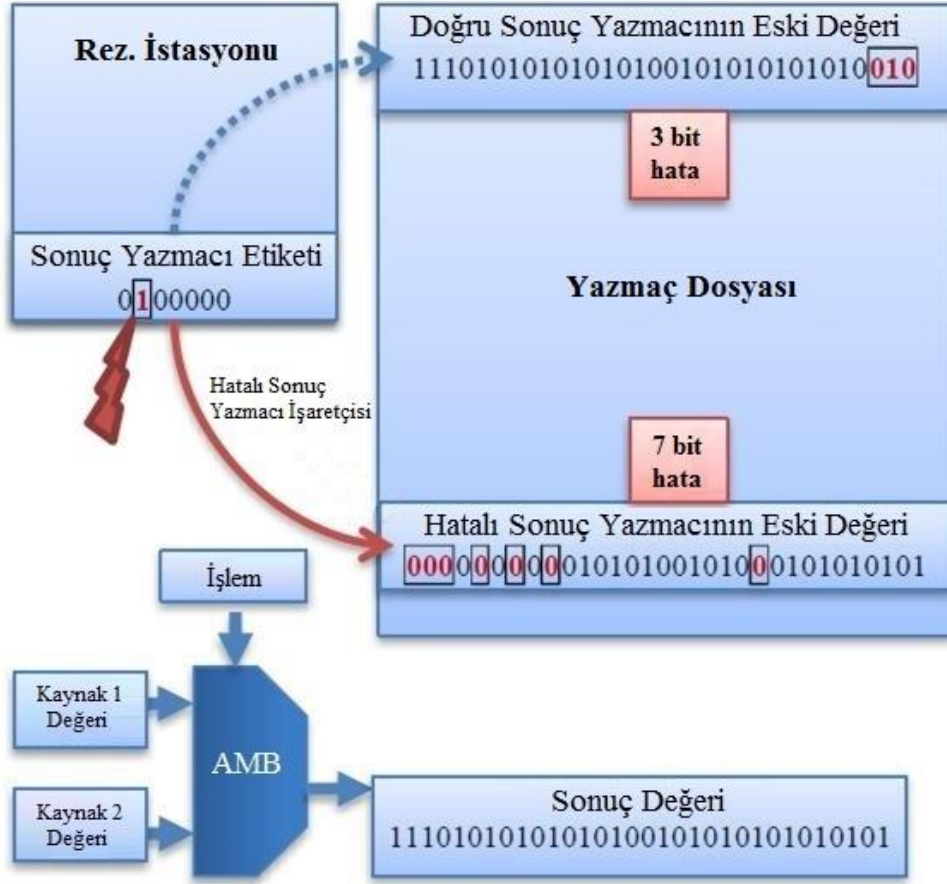 Rez. İstasyonu
Sonuç Yazmacı Etiketi
0100000
Doğru Sonuç Yazmacının Eski Değeri
11101010101010100101010101010010
3 bit
hata
Yazmaç Dosyası
Hatalı Sonuç
Yazmacı İşaretçisi
7 bit
hata
Hatalı Sonuç Yazmacının Eski Değeri
00000000001010100101000101010101
İşlem
Kaynak 1
Değeri
AMB
Kaynak 2
Değeri
Sonuç Değeri
11101010101010100101010101010101